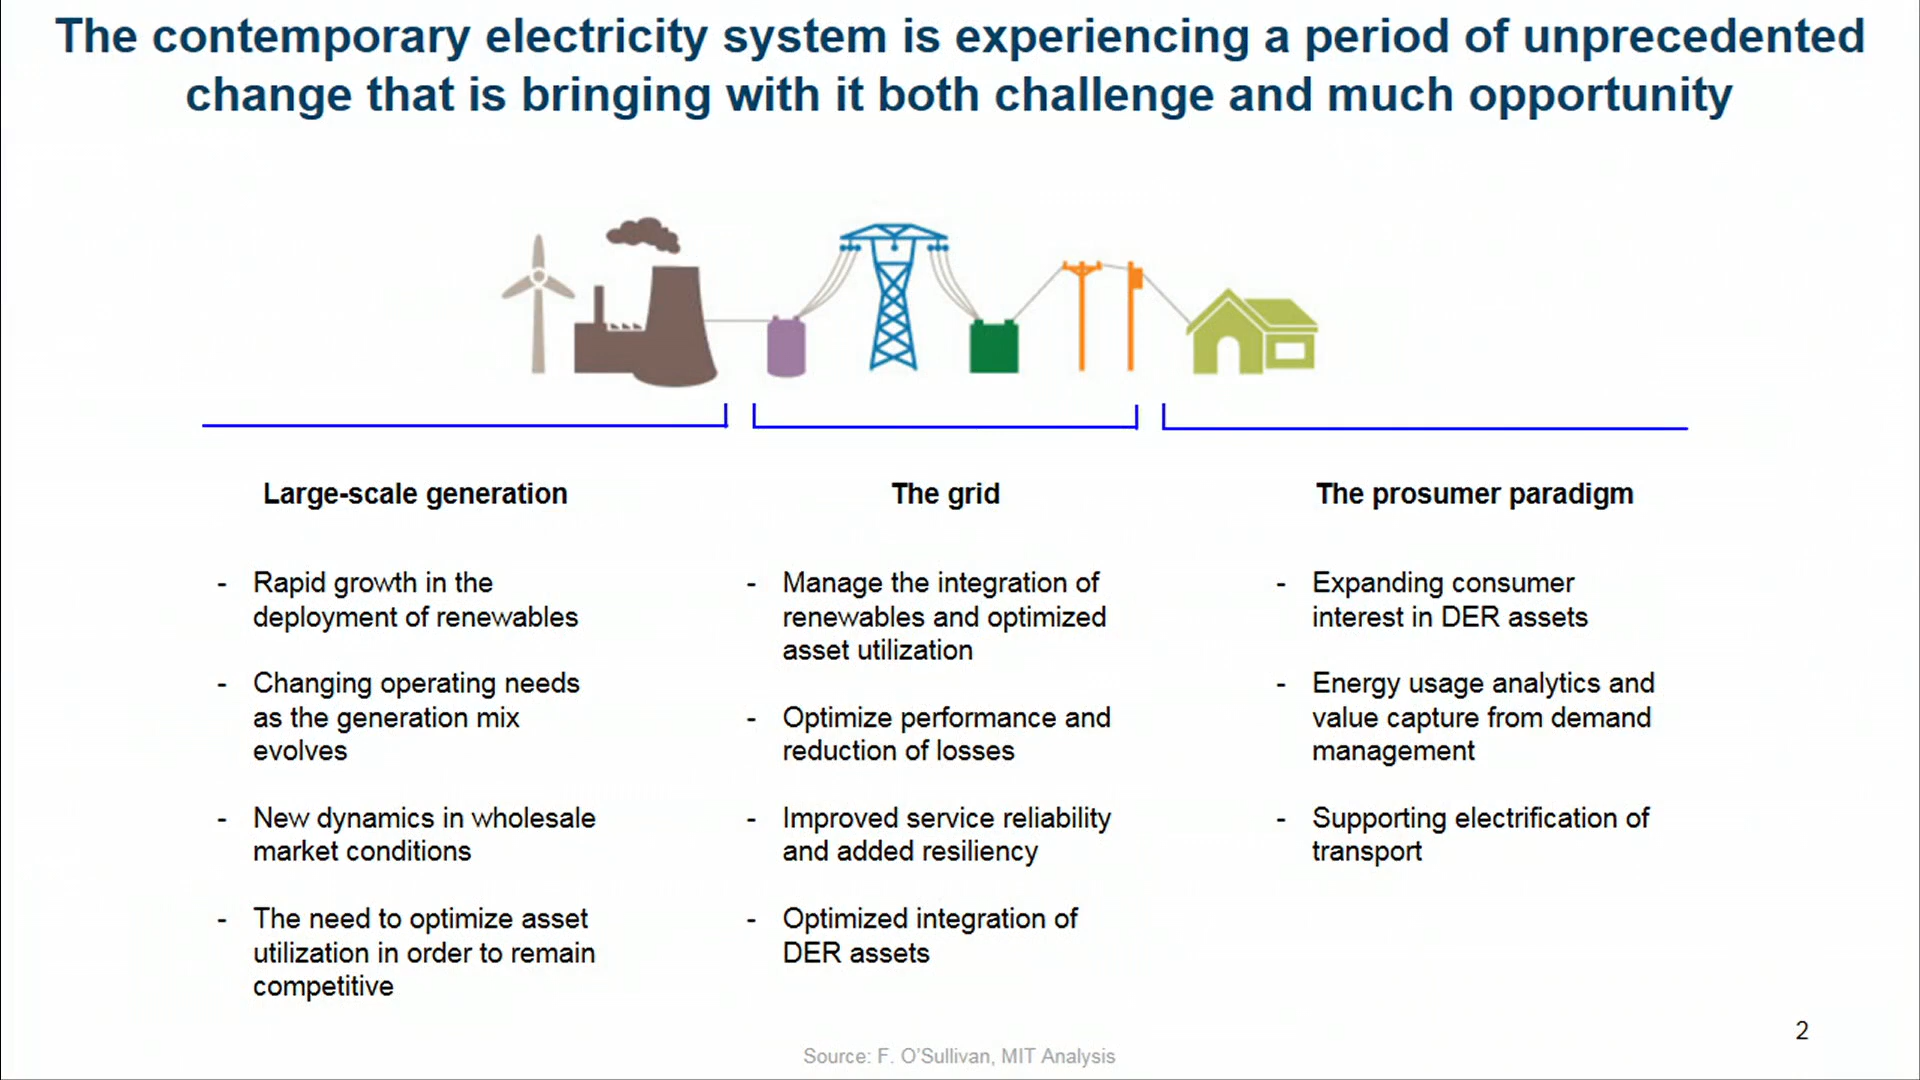 The contemporary electricity system is experiencing a period of unprecedented
change that is bringing with it both challenge and much opportunity
Large-scale generation
- Rapid growth in the
deployment of renewables
- Changing operating needs
as the generation mix
evolves
- New dynamics in wholesale
market conditions
- The need to optimize asset
utilization in order to remain
competitive
The grid
- Manage the integration of
renewables and optimized
asset utilization
- Optimize performance and
reduction of losses
- Improved service reliability
and added resiliency
- Optimized integration of
DER assets
The prosumer paradigm
- Expanding consumer
interest in DER assets
- Energy usage analytics and
value capture from demand
management
- Supporting electrification of
transport
2
Source: F. O'Sullivan, MIT Analysis